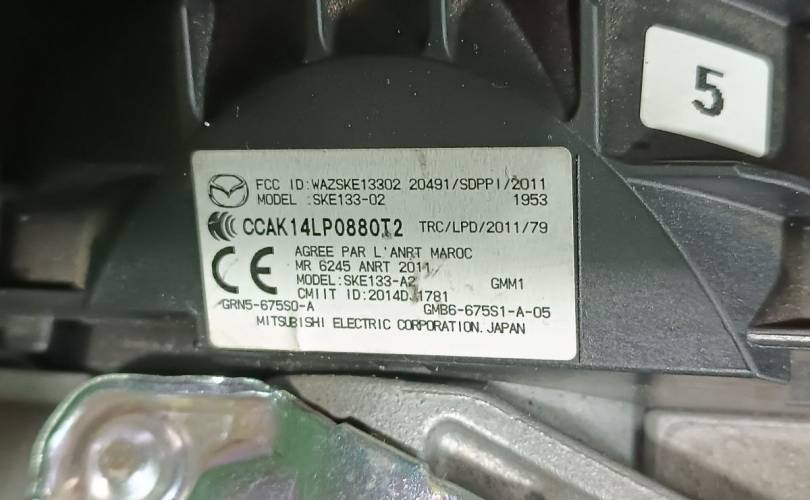 5
FCC ID:WAZSKE13302 20491/SDPPI/2011
MODEL :SKE133-02 1953
CCAK14LP0880T2 TRC/LPD/2011/79
CE
AGREE PAR L'ANRT MAROC
MR 6245 ANRT 2011
MODEL:SKE133-A2 GMM1
CMIIT ID:2014DJ1781
GRN5-675S0-A GMB6-675S1-A-05
MITSUBISHI ELECTRIC CORPORATION. JAPAN